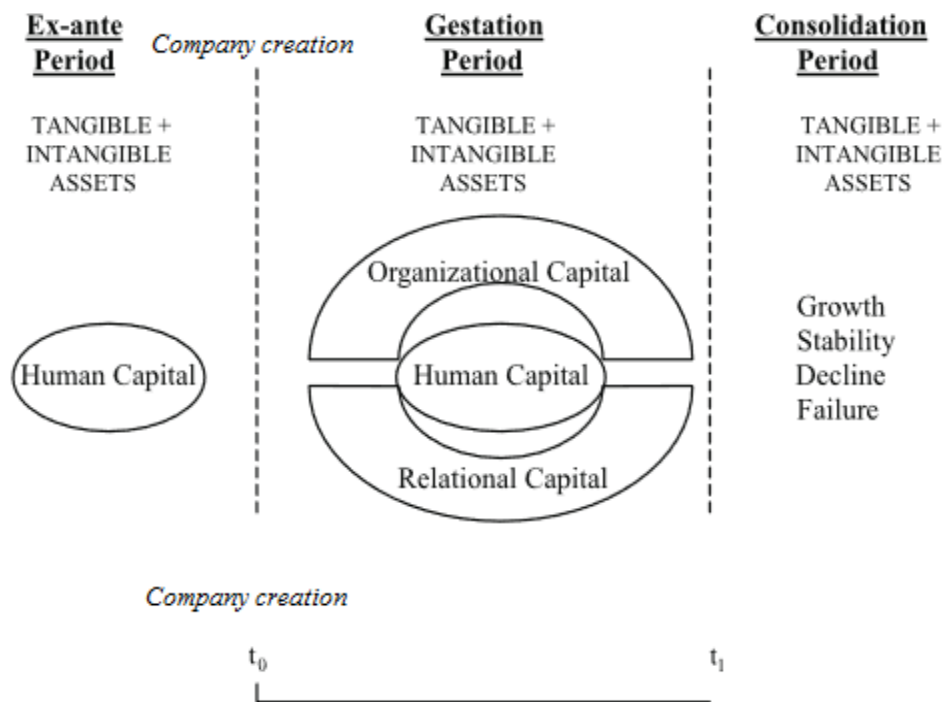 Ex-ante
Period
Company creation
Gestation
Period
Consolidation
Period
TANGIBLE +
INTANGIBLE
ASSETS
TANGIBLE +
INTANGIBLE
ASSETS
TANGIBLE +
INTANGIBLE
ASSETS
Human Capital
Organizational Capital
Human Capital
Relational Capital
Growth
Stability
Decline
Failure
Company creation
t₀
t₁